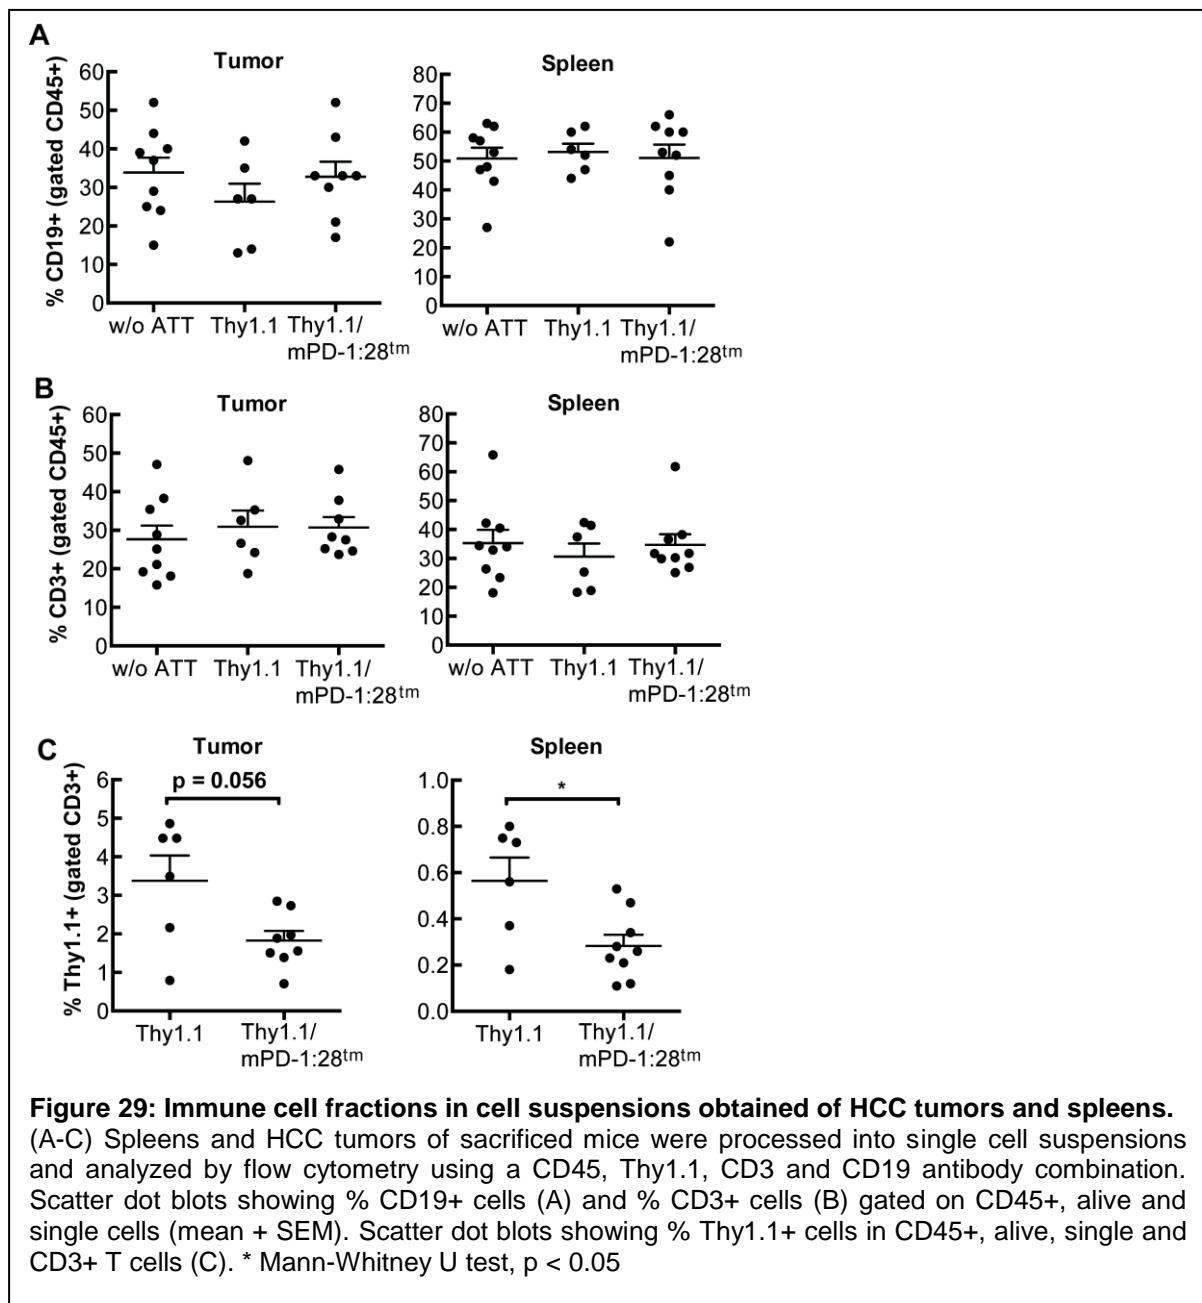 A
Tumor
Spleen
% CD19+ (gated CD45+)
60
50
40
30
20
10
0
w/o ATT
Thy1.1
Thy1.1/
mPD-1:28tm
80
70
60
50
40
30
20
10
0
w/o ATT
Thy1.1
Thy1.1/
mPD-1:28tm
B
Tumor
Spleen
% CD3+ (gated CD45+)
60
50
40
30
20
10
0
w/o ATT
Thy1.1
Thy1.1/
mPD-1:28tm
80
70
60
50
40
30
20
10
0
w/o ATT
Thy1.1
Thy1.1/
mPD-1:28tm
C
Tumor
Spleen
% Thy1.1+ (gated CD3+)
p = 0.056
6
5
4
3
2
1
0
Thy1.1
Thy1.1/
mPD-1:28tm
*
1.0
0.8
0.6
0.4
0.2
0.0
Thy1.1
Thy1.1/
mPD-1:28tm
Figure 29: Immune cell fractions in cell suspensions obtained of HCC tumors and spleens.
(A-C) Spleens and HCC tumors of sacrificed mice were processed into single cell suspensions
and analyzed by flow cytometry using a CD45, Thy1.1, CD3 and CD19 antibody combination.
Scatter dot blots showing % CD19+ cells (A) and % CD3+ cells (B) gated on CD45+, alive and
single cells (mean + SEM). Scatter dot blots showing % Thy1.1+ cells in CD45+, alive, single and
CD3+ T cells (C). * Mann-Whitney U test, p < 0.05